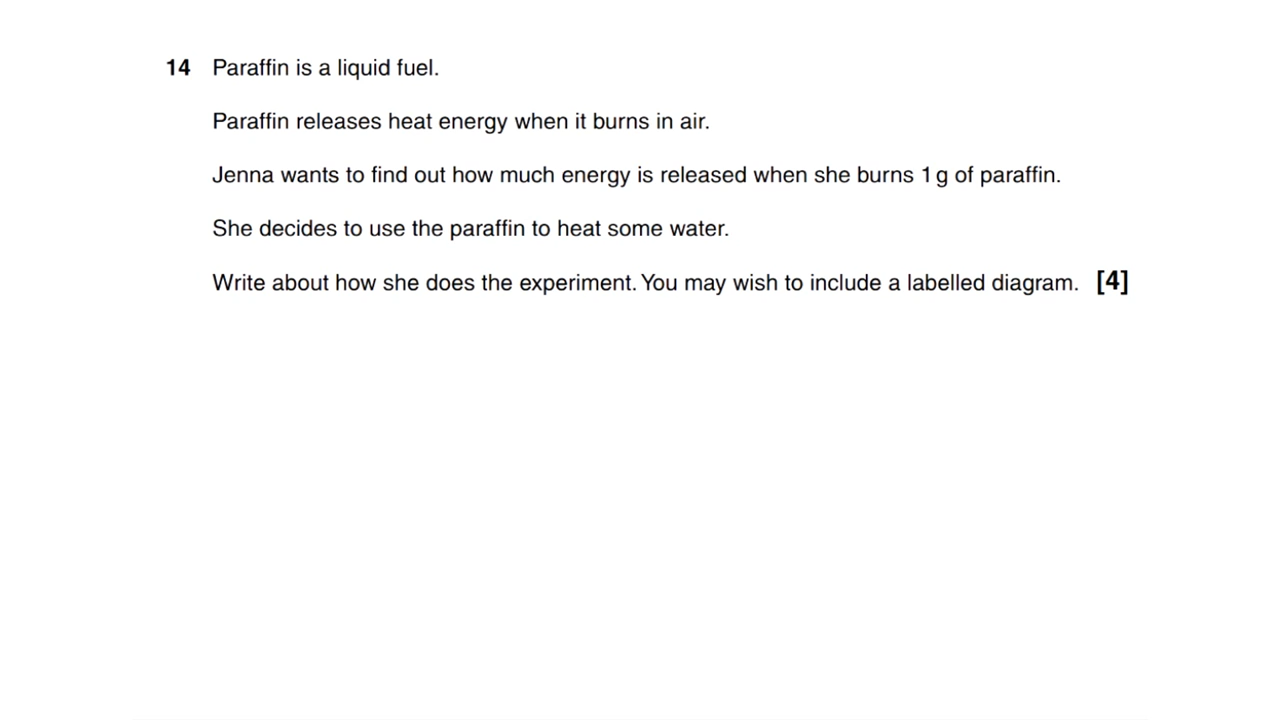 14 Paraffin is a liquid fuel.
Paraffin releases heat energy when it burns in air.
Jenna wants to find out how much energy is released when she burns 1 g of paraffin.
She decides to use the paraffin to heat some water.
Write about how she does the experiment. You may wish to include a labelled diagram. [4]